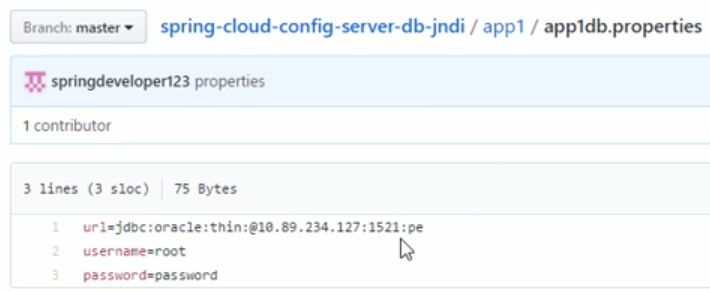 Branch: master spring-cloud-config-server-db-jndi / app1 / app1db.properties
springdeveloper123 properties
1 contributor
3 lines (3 sloc) 75 Bytes
1 url=jdbc:oracle:thin:@10.89.234.127:1521:pe
2 username=root
3 password=password